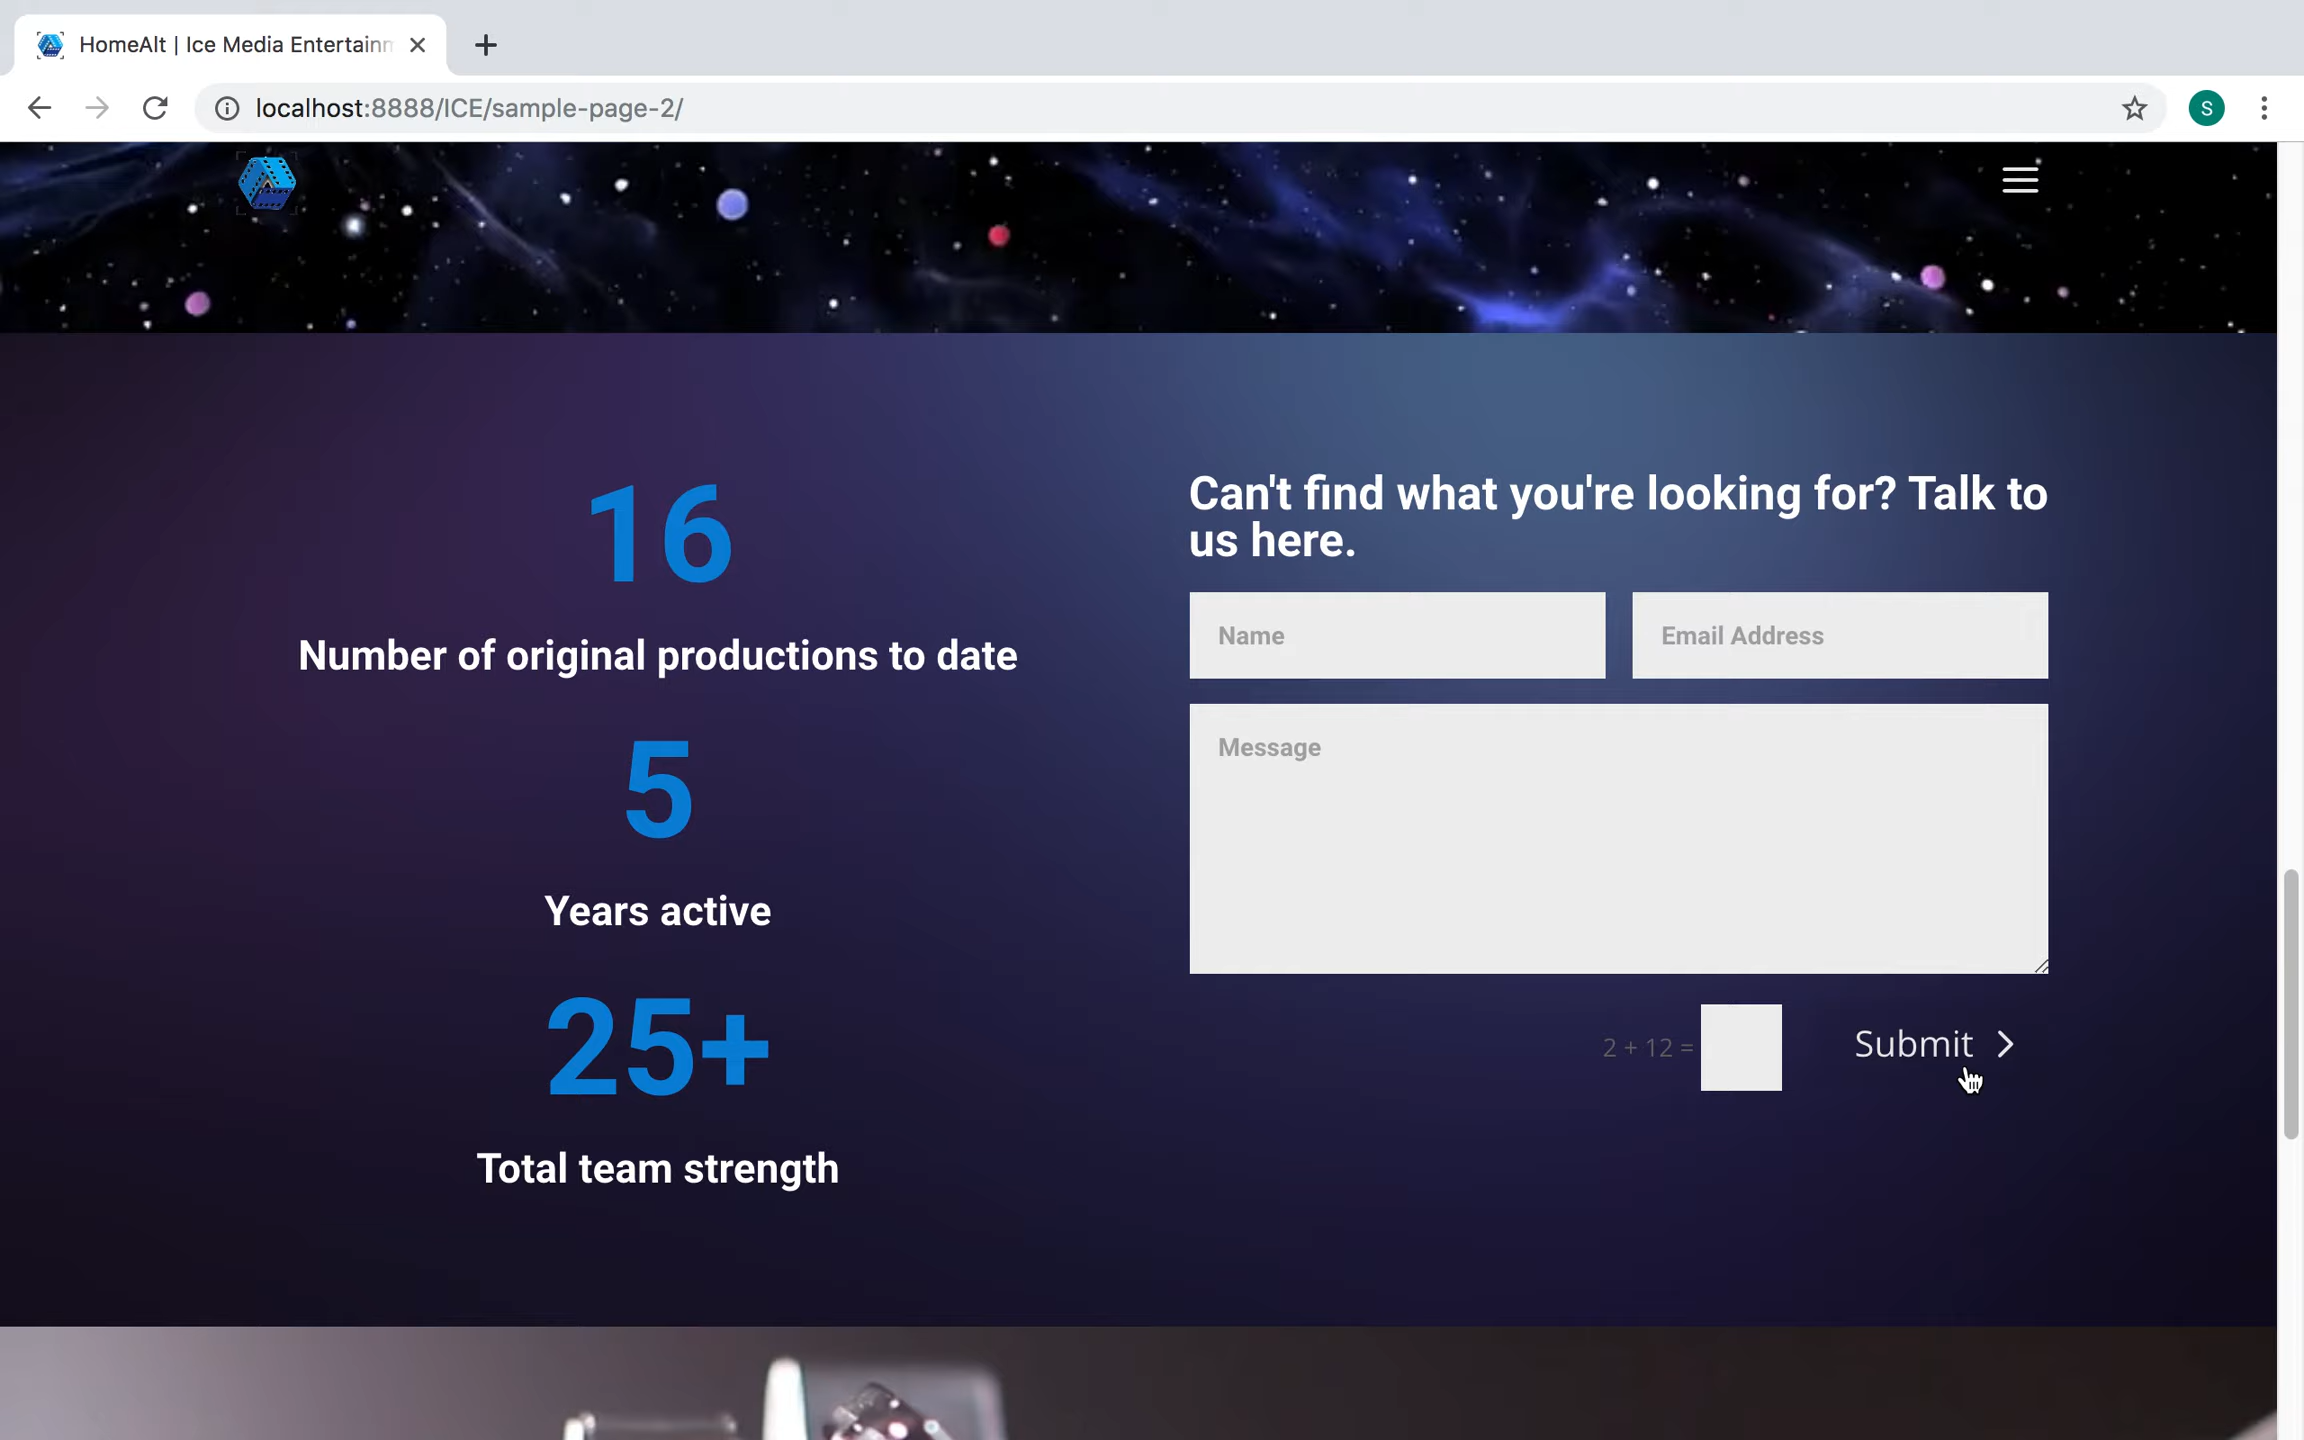 HomeAlt | Ice Media Entertainm
localhost:8888/ICE/sample-page-2/
S
16
Number of original productions to date
5
Years active
25+
Total team strength
Can't find what you're looking for? Talk to
us here.
Name
Email Address
Message
2 + 12 =
Submit